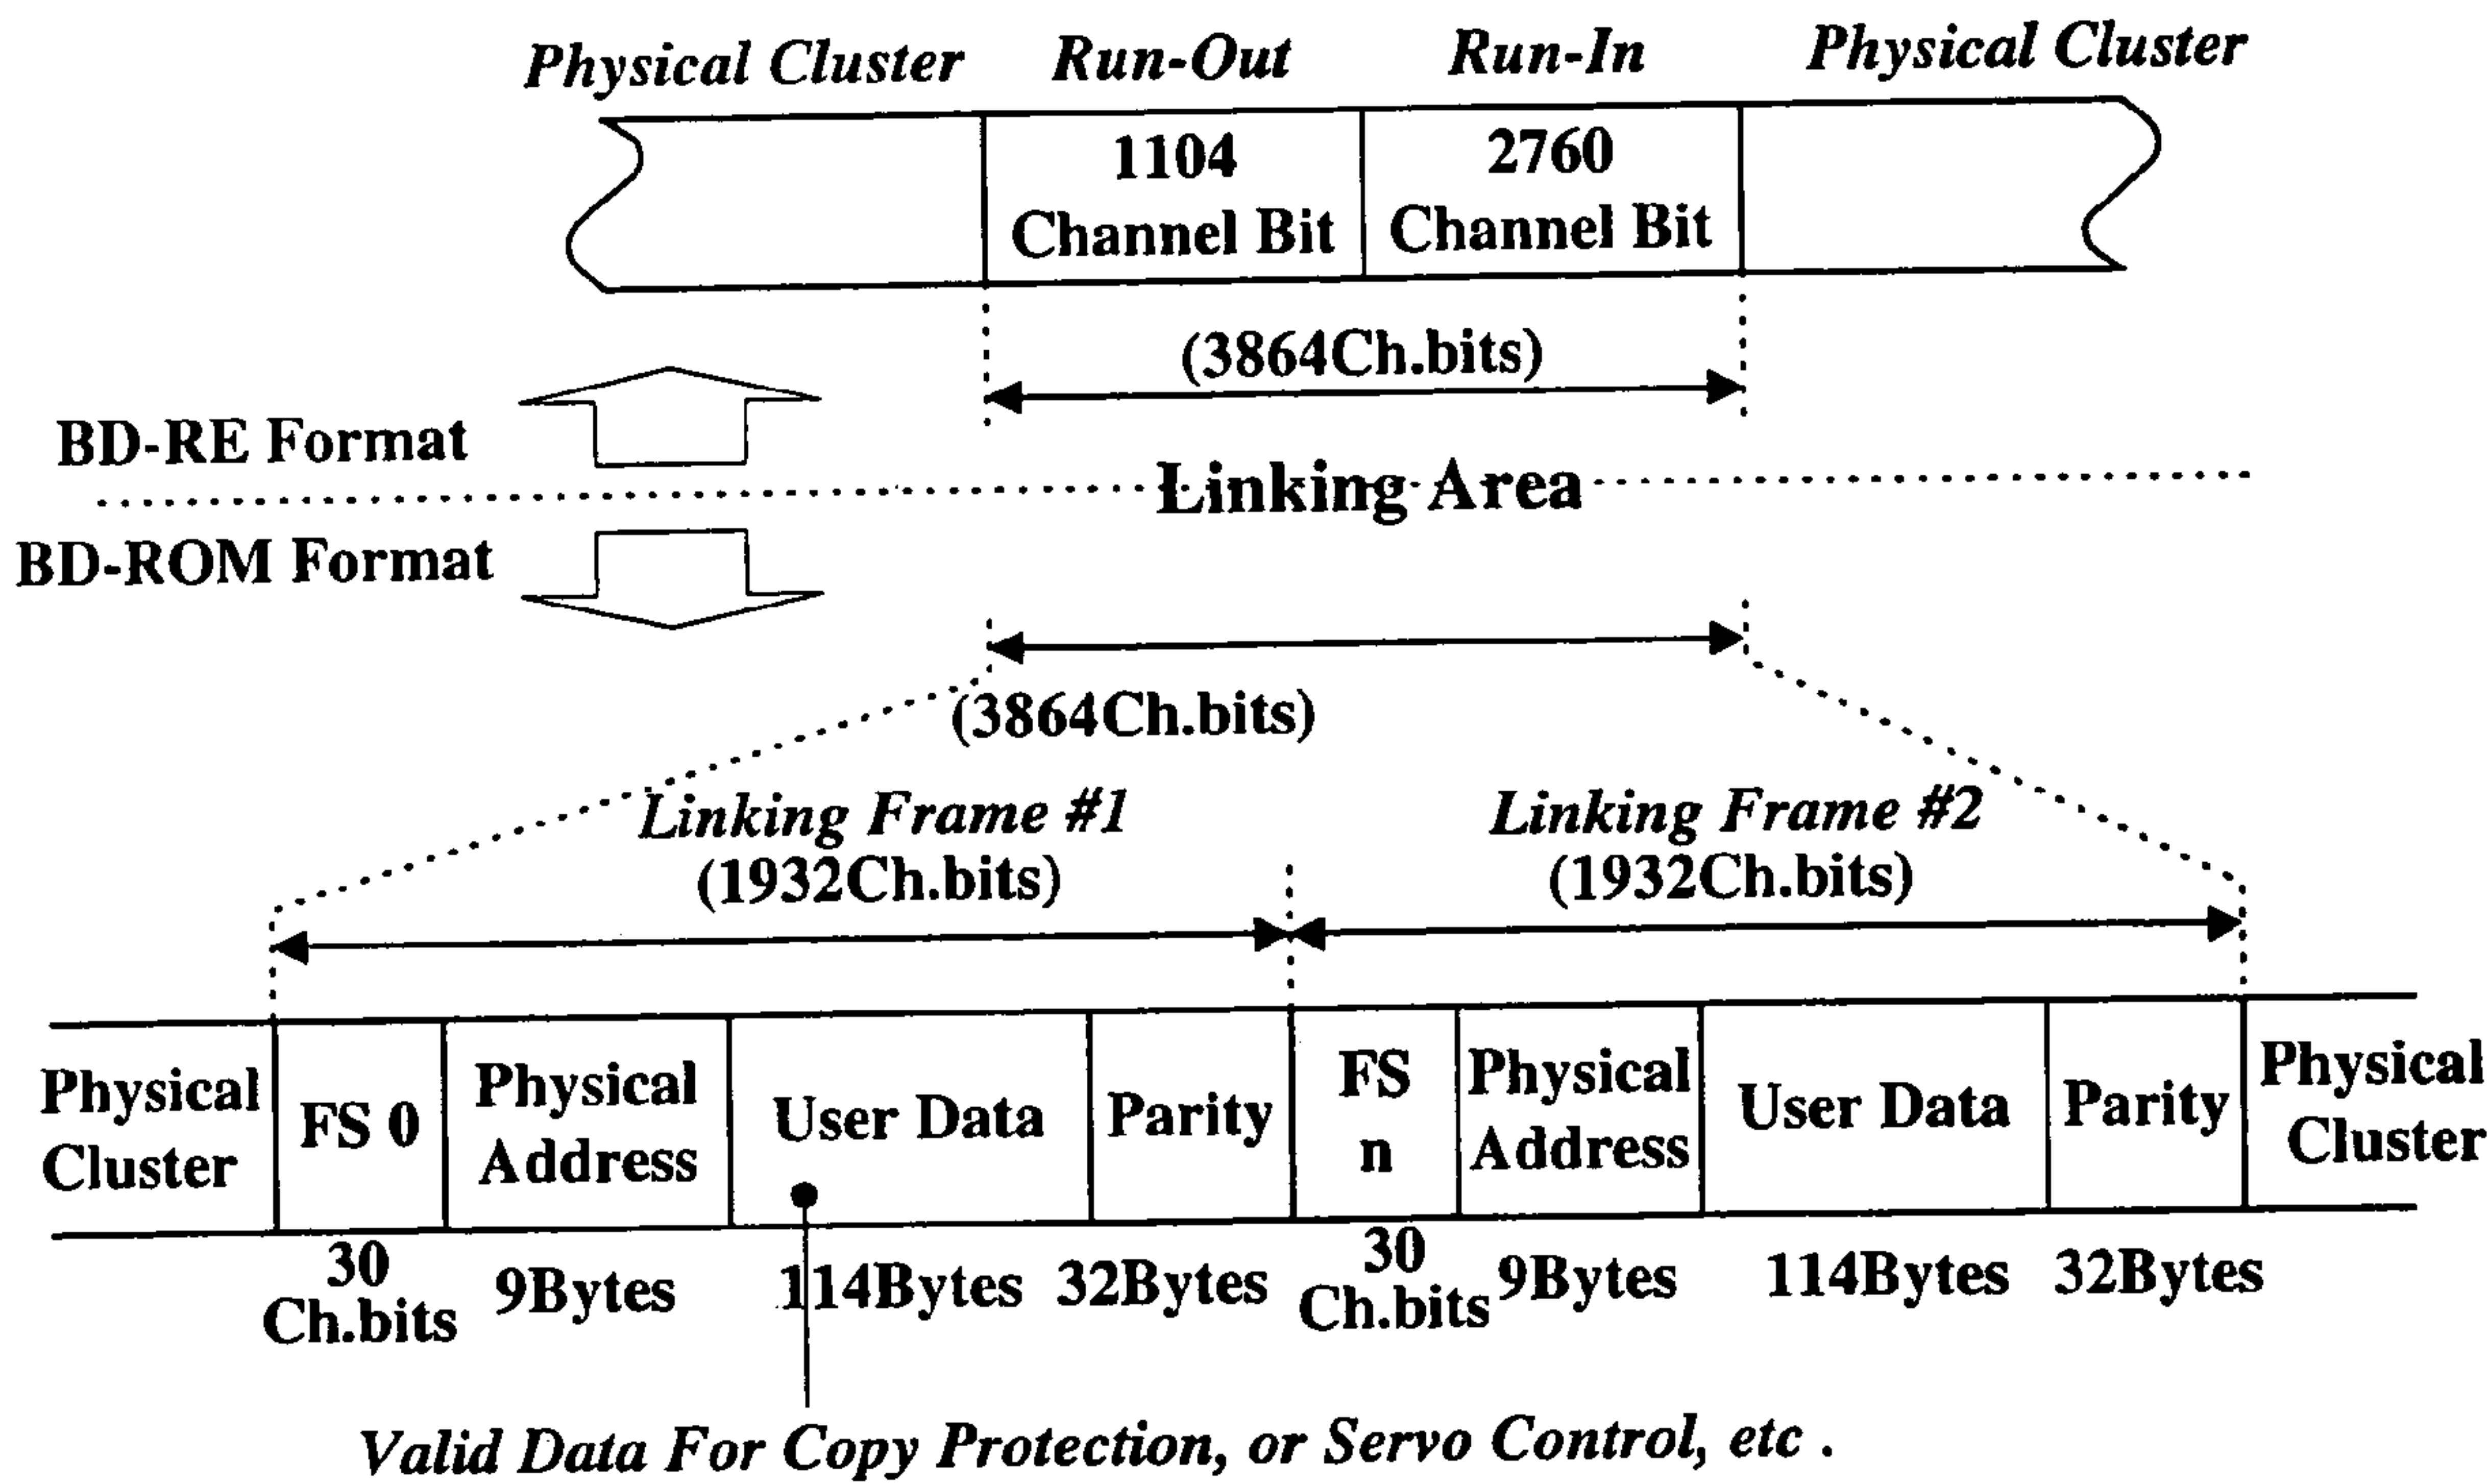 Physical Cluster Run-Out Run-In Physical Cluster
1104 Channel Bit
2760 Channel Bit
(3864Ch.bits)
BD-RE Format
Linking Area
BD-ROM Format
(3864Ch.bits)
Linking Frame #1
(1932Ch.bits)
Linking Frame #2
(1932Ch.bits)
Physical Cluster
FS 0
Physical Address
User Data
Parity
FS n
Physical Address
User Data
Parity
Physical Cluster
30 Ch.bits
9Bytes
114Bytes
32Bytes
30 Ch.bits
9Bytes
114Bytes
32Bytes
Valid Data For Copy Protection, or Servo Control, etc .